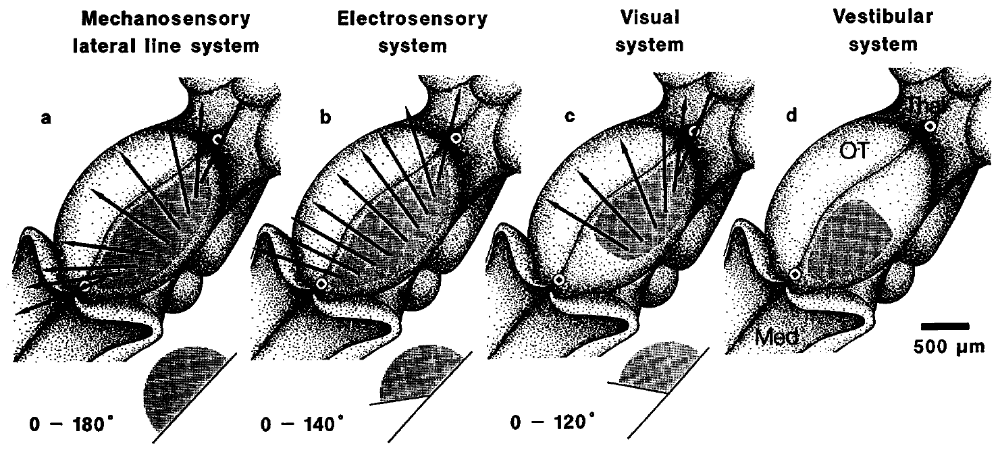 Mechanosensory
lateral line system
Electrosensory
system
Visual
system
Vestibular
system
a
b
c
d
OT
Med
500 µm
0 – 180°
0 – 140°
0 – 120°